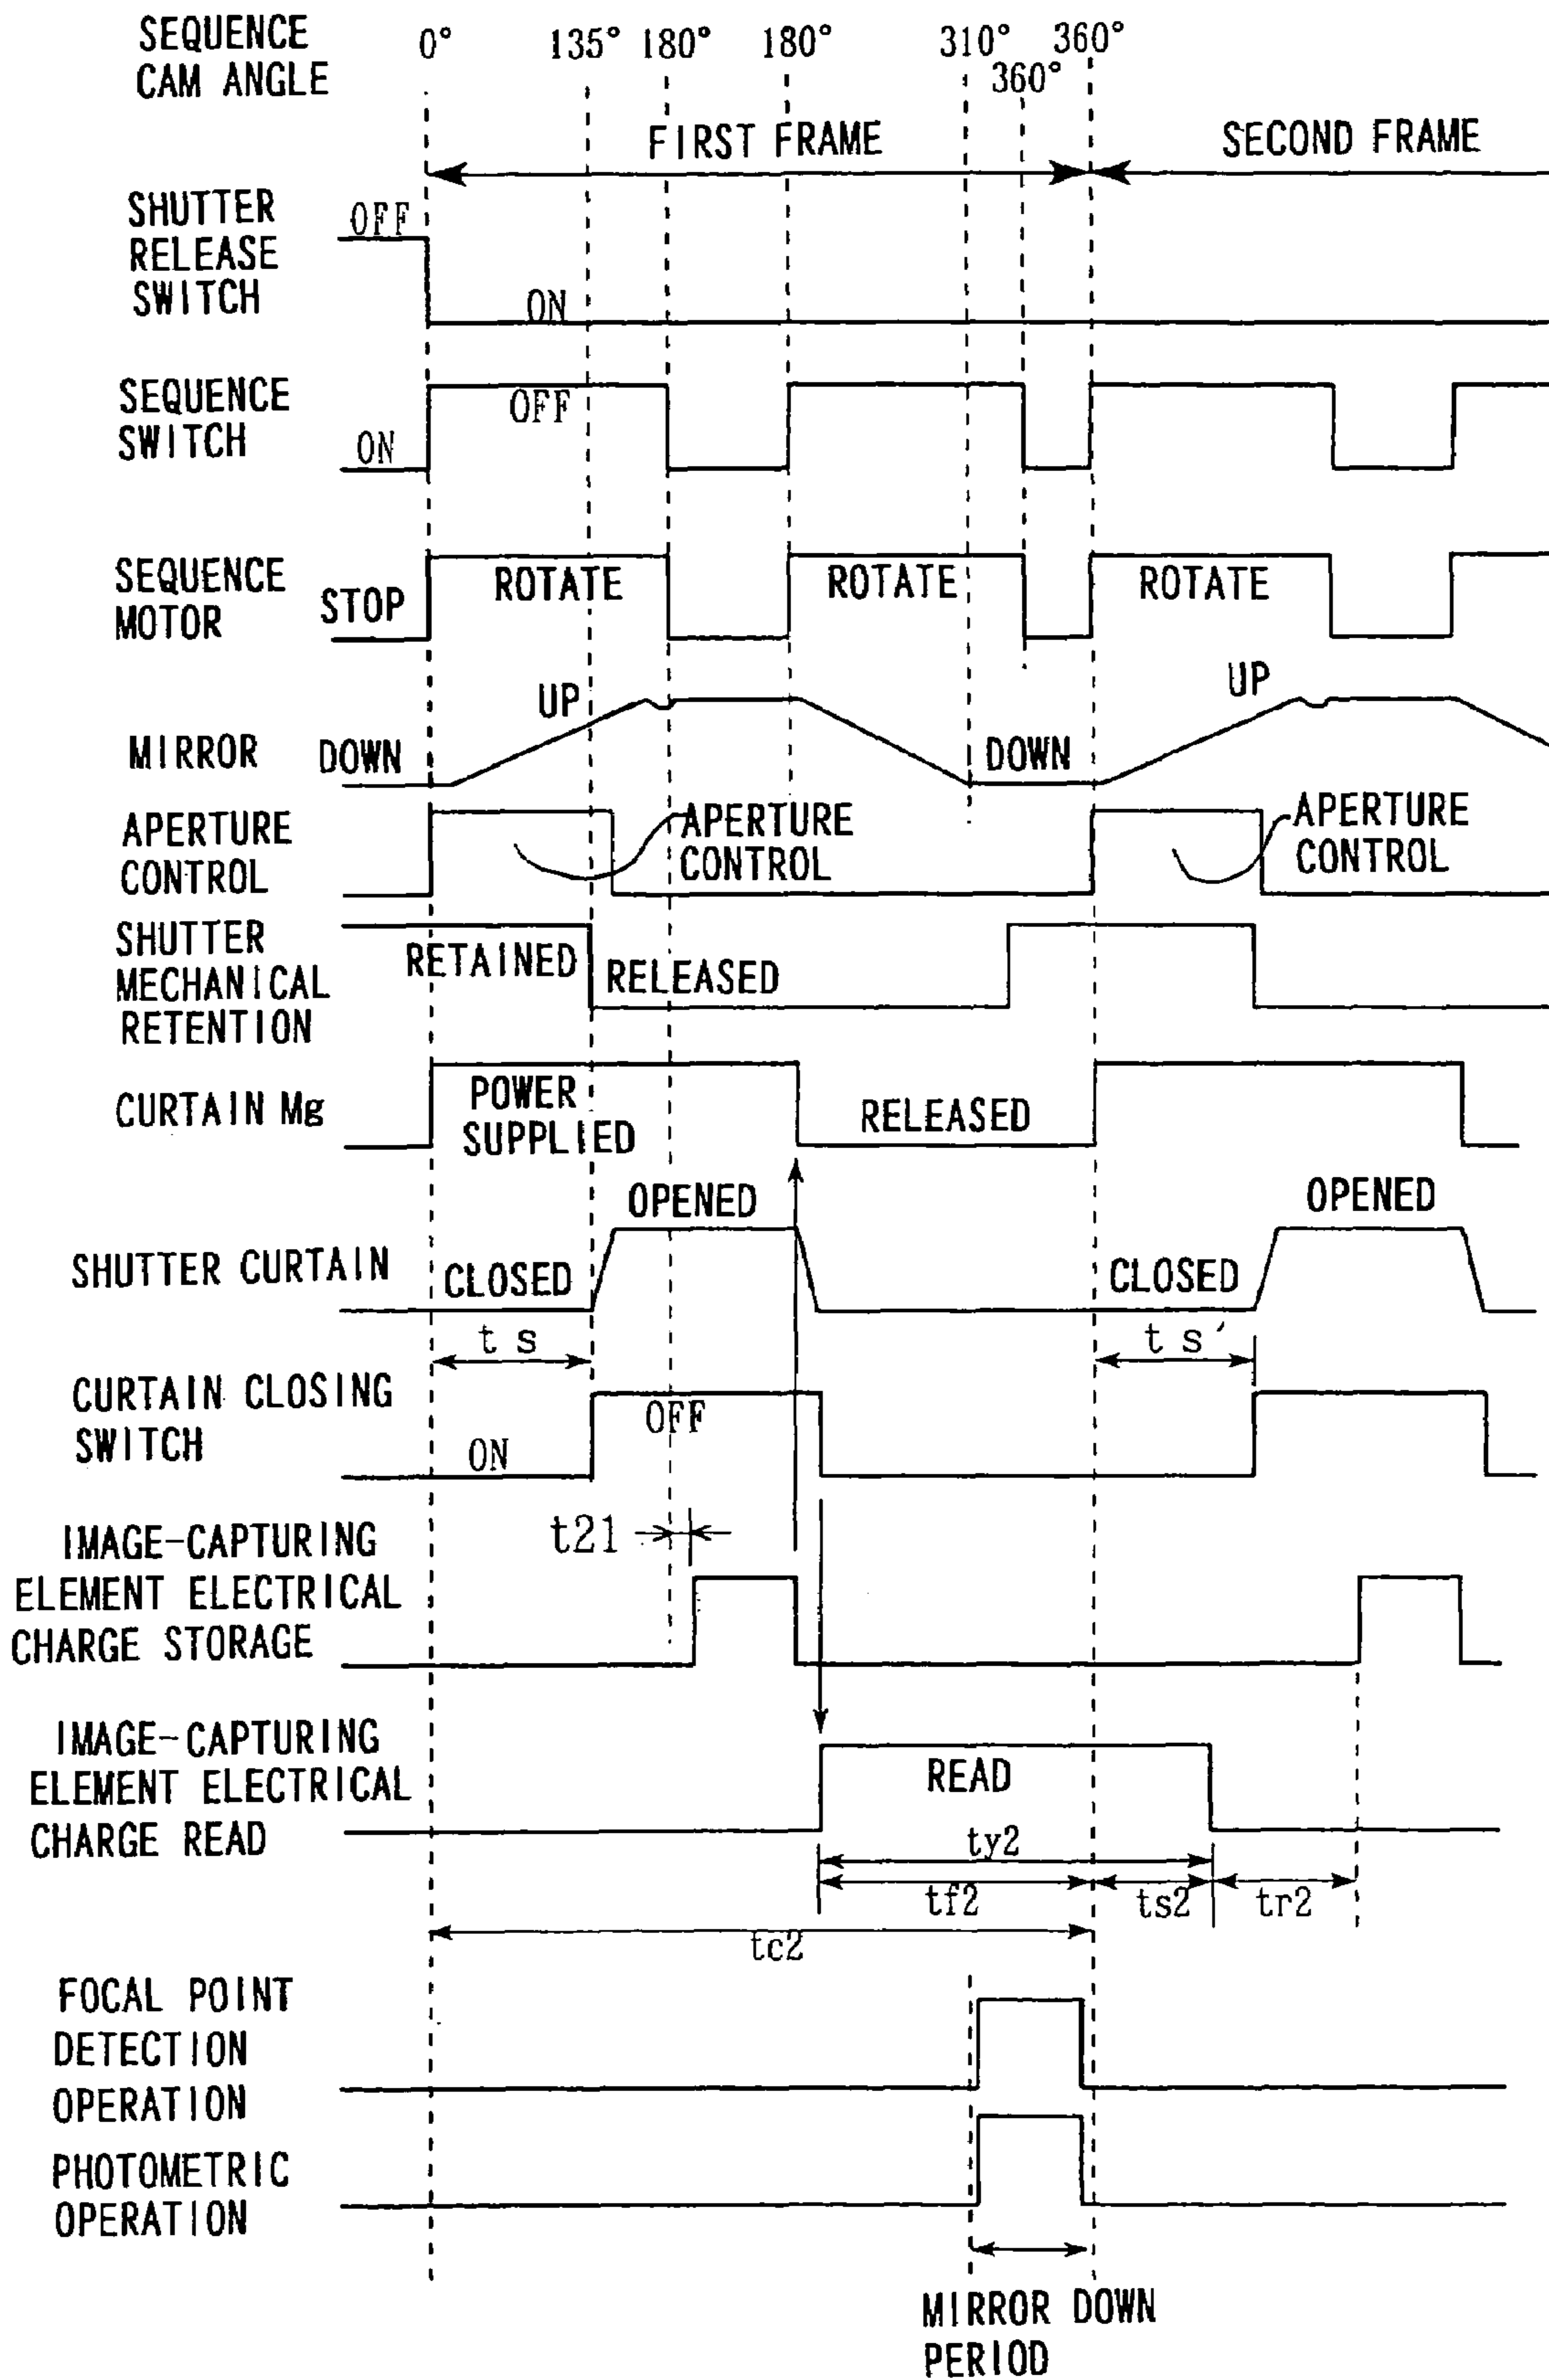 SEQUENCE
CAM ANGLE
0° 135° 180° 180° 310° 360°
360°
FIRST FRAME
SECOND FRAME
SHUTTER
RELEASE
SWITCH
OFF
ON
SEQUENCE
SWITCH
ON
OFF
SEQUENCE
MOTOR
STOP
ROTATE
ROTATE
ROTATE
MIRROR
DOWN
UP
DOWN
UP
APERTURE
CONTROL
APERTURE
CONTROL
APERTURE
CONTROL
SHUTTER
MECHANICAL
RETENTION
RETAINED
RELEASED
CURTAIN Mg
POWER
SUPPLIED
RELEASED
SHUTTER CURTAIN
CLOSED
OPENED
CLOSED
OPENED
ts
ts'
CURTAIN CLOSING
SWITCH
ON
OFF
t21
IMAGE-CAPTURING
ELEMENT ELECTRICAL
CHARGE STORAGE
IMAGE-CAPTURING
ELEMENT ELECTRICAL
CHARGE READ
READ
ty2
tf2
ts2
tr2
tc2
FOCAL POINT
DETECTION
OPERATION
PHOTOMETRIC
OPERATION
MIRROR DOWN
PERIOD